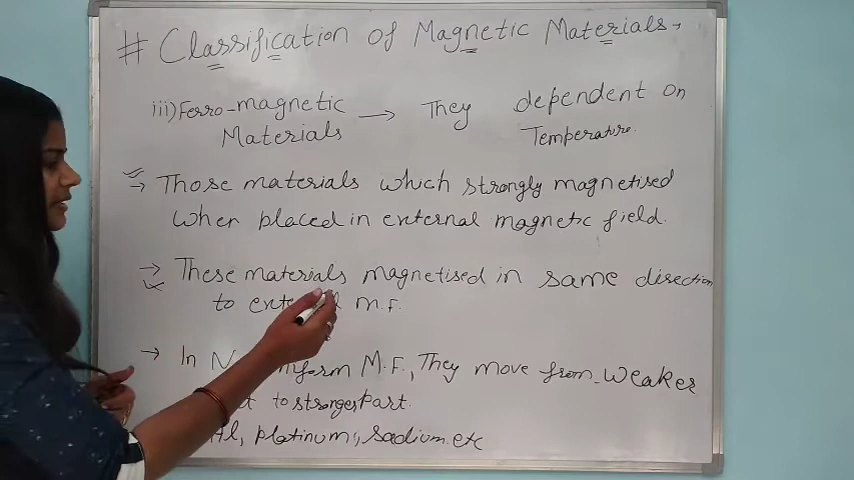 # Classification of Magnetic Materials-
iii) Ferro-magnetic Materials → They dependent on Temperature.
→ Those materials which strongly magnetised
when placed in external magnetic field.
→ These materials magnetised in same direction
to m.f.
→ In M.F., They move from weaker
to stronger Part.
Al, platinum, Sadium etc